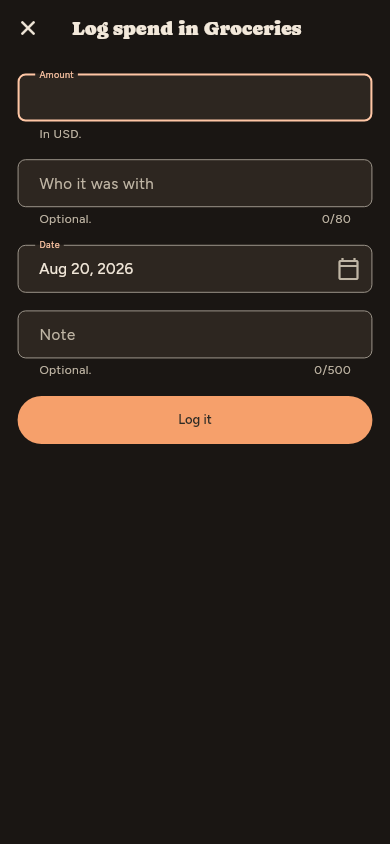 Log spend in Groceries
Amount
In USD.
Who it was with
Optional.
0/80
Date
Aug 20, 2026
Note
Optional.
0/500
Log it